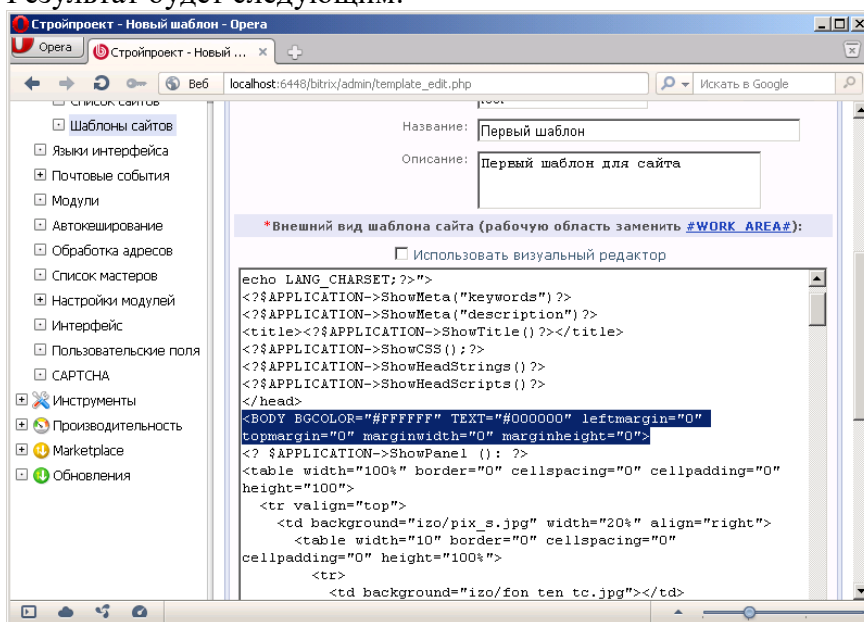 Результат будет следующим:
Стройпроект - Новый шаблон - Opera
Opera
Стройпроект - Новый ...
Веб
localhost:6448/bitrix/admin/template_edit.php
Искать в Google
Список сайтов
Шаблоны сайтов
Языки интерфейса
Почтовые события
Модули
Автокеширование
Обработка адресов
Список мастеров
Настройки модулей
Интерфейс
Пользовательские поля
CAPTCHA
Инструменты
Производительность
Marketplace
Обновления
Название: Первый шаблон
Описание: Первый шаблон для сайта
*Внешний вид шаблона сайта (рабочую область заменить #WORK_AREA#):
Использовать визуальный редактор
echo LANG_CHARSET;?>">
<?$APPLICATION->ShowMeta("keywords")?>
<?$APPLICATION->ShowMeta("description")?>
<title><?$APPLICATION->ShowTitle()?></title>
<?$APPLICATION->ShowCSS();?>
<?$APPLICATION->ShowHeadStrings()?>
<?$APPLICATION->ShowHeadScripts()?>
</head>
<BODY BGCOLOR="#FFFFFF" TEXT="#000000" leftmargin="0"
topmargin="0" marginwidth="0" marginheight="0">
<? $APPLICATION->ShowPanel (): ?>
<table width="100%" border="0" cellspacing="0" cellpadding="0"
height="100">
<tr valign="top">
<td background="izo/pix_s.jpg" width="20%" align="right">
<table width="10" border="0" cellspacing="0"
cellpadding="0" height="100%">
<tr>
<td background="izo/fon ten tc.jpg"></td>